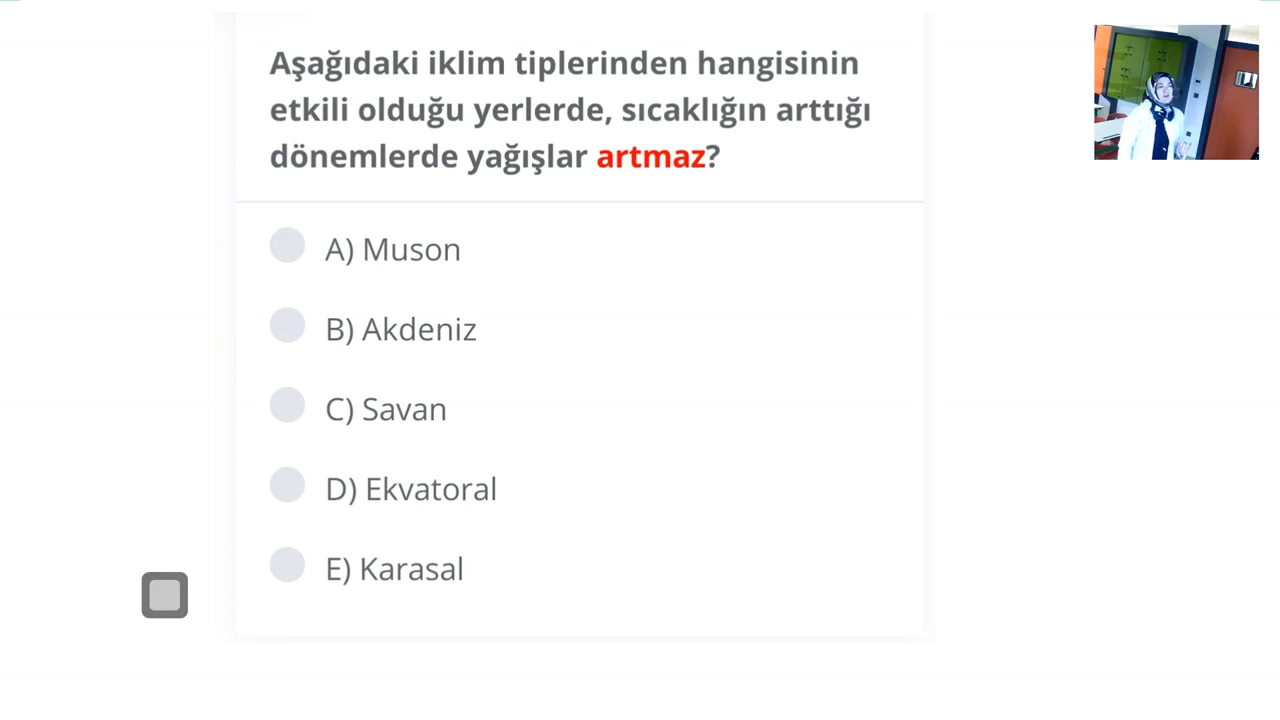 Aşağıdaki iklim tiplerinden hangisinin
etkili olduğu yerlerde, sıcaklığın arttığı
dönemlerde yağışlar artmaz?
A) Muson
B) Akdeniz
C) Savan
D) Ekvatoral
E) Karasal